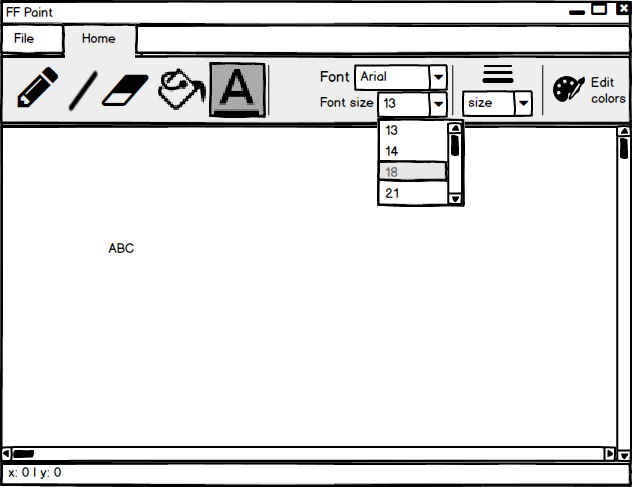 FF Paint
File Home
A
Font Arial
Font size 13
size
Edit
colors
13
14
18
21
ABC
x: 0 | y: 0